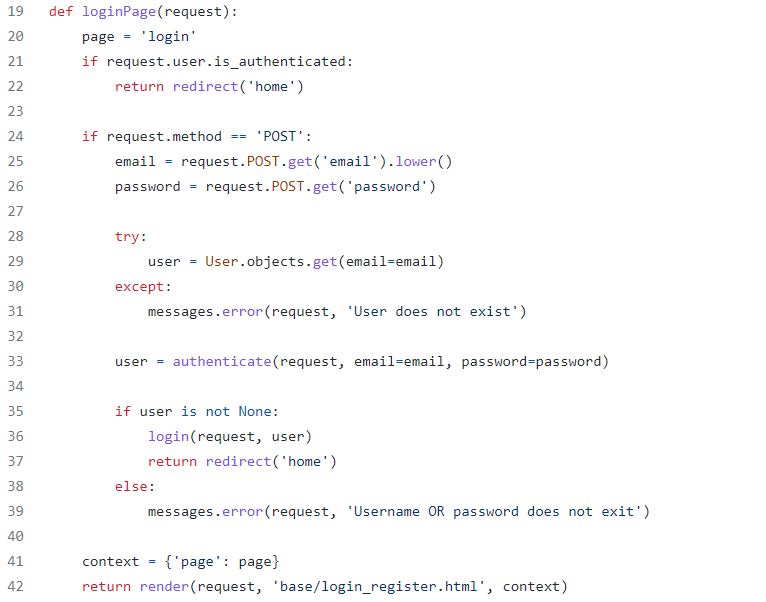 19 def loginPage(request):
20     page = 'login'
21     if request.user.is_authenticated:
22         return redirect('home')
23
24     if request.method == 'POST':
25         email = request.POST.get('email').lower()
26         password = request.POST.get('password')
27
28         try:
29             user = User.objects.get(email=email)
30         except:
31             messages.error(request, 'User does not exist')
32
33         user = authenticate(request, email=email, password=password)
34
35         if user is not None:
36             login(request, user)
37             return redirect('home')
38         else:
39             messages.error(request, 'Username OR password does not exit')
40
41     context = {'page': page}
42     return render(request, 'base/login_register.html', context)